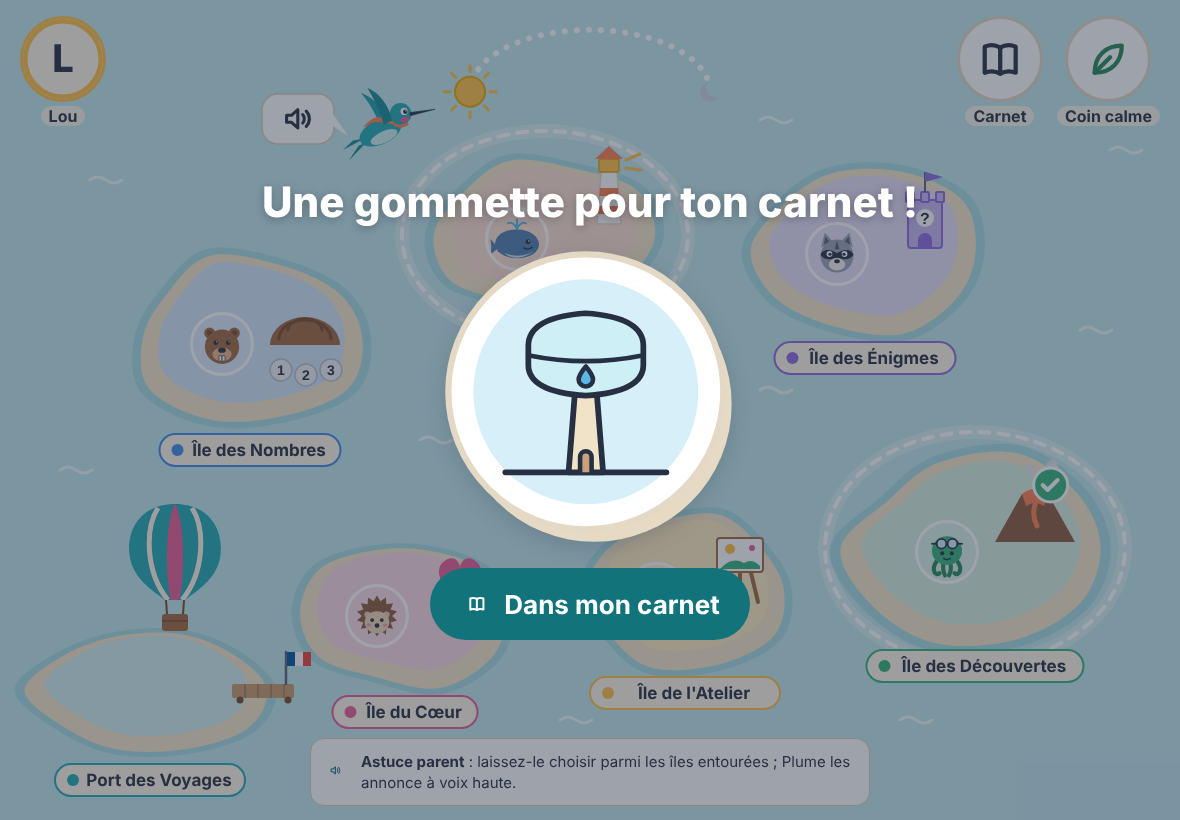 L
Lou
Carnet
Coin calme
Une gommette pour ton carnet !
?
Île des Énigmes
1 2 3
Île des Nombres
Dans mon carnet
Île des Découvertes
Île de l'Atelier
Île du Cœur
Port des Voyages
Astuce parent : laissez-le choisir parmi les îles entourées ; Plume les
annonce à voix haute.